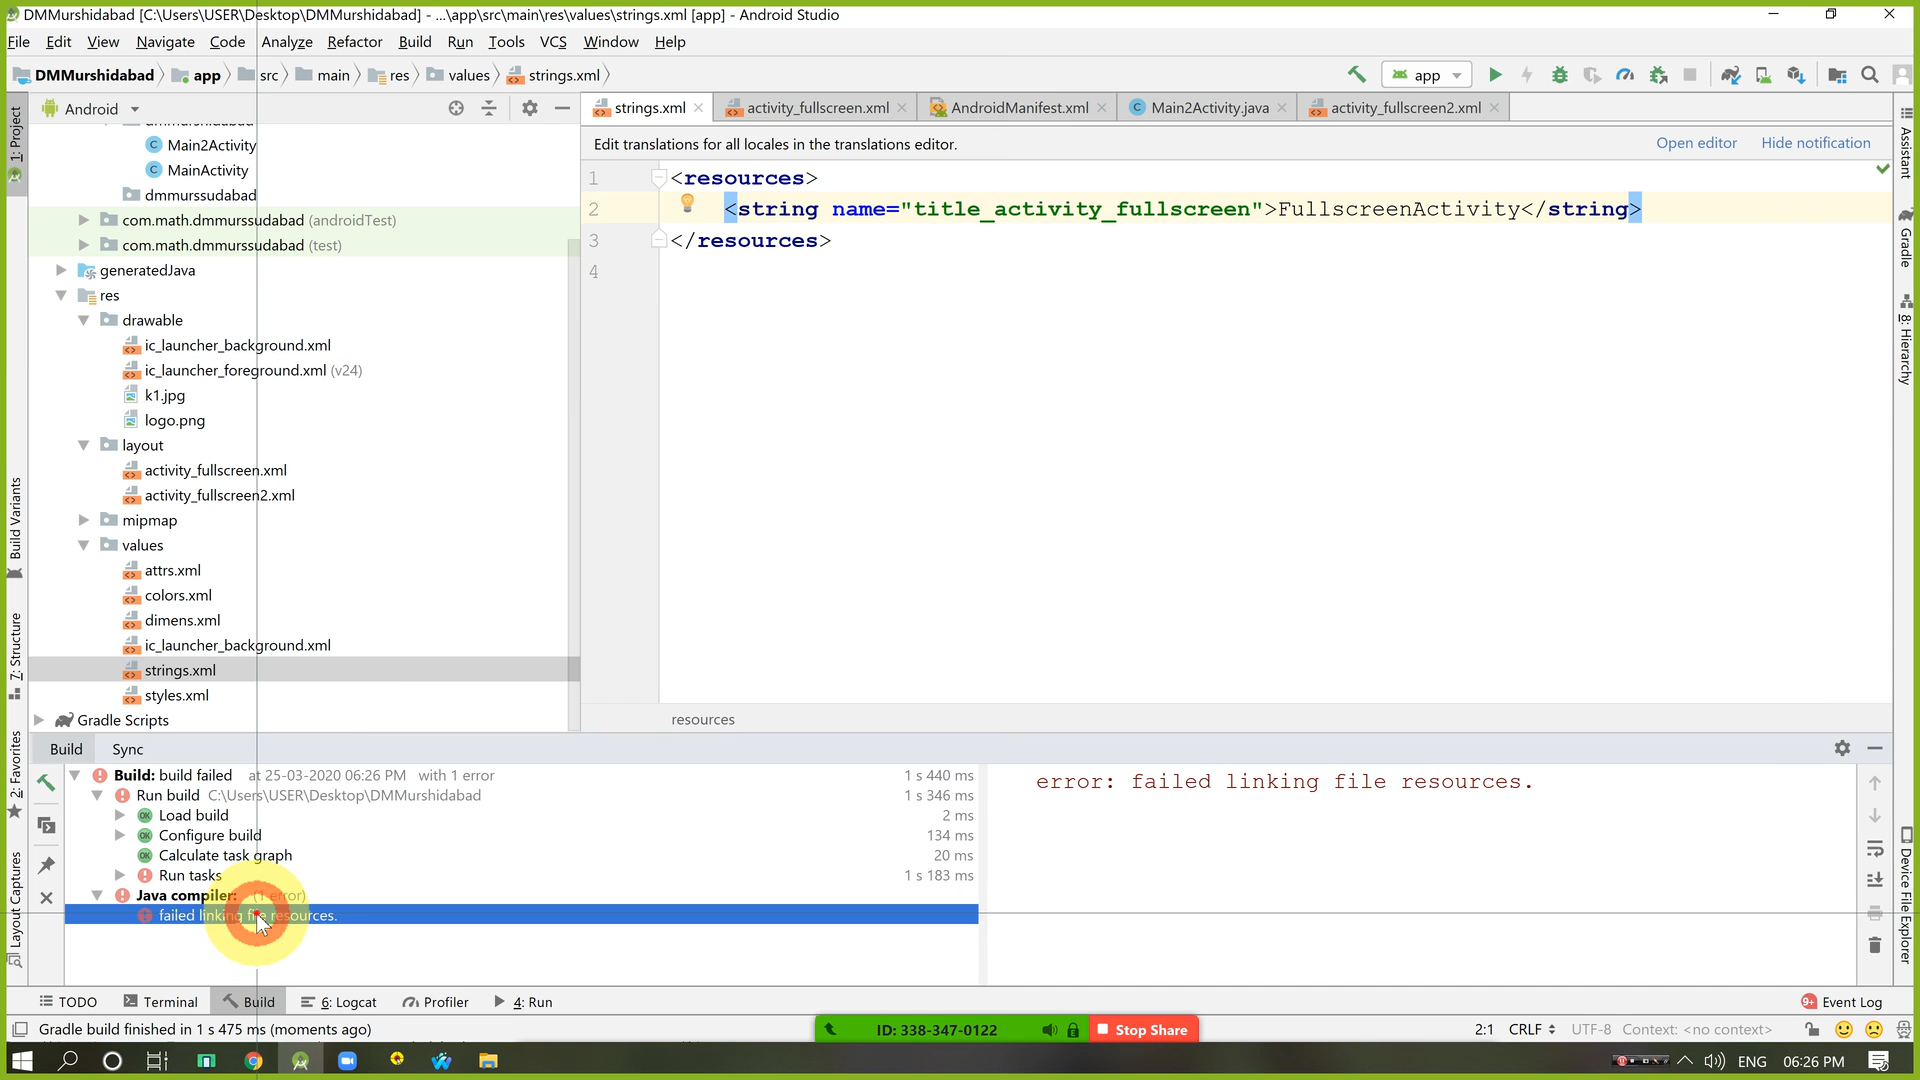 DMMurshidabad [C:\Users\USER\Desktop\DMMurshidabad] - ...\app\src\main\res\values\strings.xml [app] - Android Studio
File Edit View Navigate Code Analyze Refactor Build Run Tools VCS Window Help
DMMurshidabad app src main res values strings.xml app
Android strings.xml activity_fullscreen.xml AndroidManifest.xml Main2Activity.java activity_fullscreen2.xml
Edit translations for all locales in the translations editor. Open editor Hide notification
1 <resources>
2 <string name="title_activity_fullscreen">FullscreenActivity</string>
3 </resources>
4
resources
Main2Activity
MainActivity
dmmurssudabad
com.math.dmmurssudabad (androidTest)
com.math.dmmurssudabad (test)
generatedJava
res
drawable
ic_launcher_background.xml
ic_launcher_foreground.xml (v24)
k1.jpg
logo.png
layout
activity_fullscreen.xml
activity_fullscreen2.xml
mipmap
values
attrs.xml
colors.xml
dimens.xml
ic_launcher_background.xml
strings.xml
styles.xml
Gradle Scripts
1: Project
Build Variants
7: Structure
2: Favorites
Layout Captures
Assistant
Gradle
8: Hierarchy
Device File Explorer
Build Sync
Build: build failed at 25-03-2020 06:26 PM with 1 error 1 s 440 ms
Run build C:\Users\USER\Desktop\DMMurshidabad 1 s 346 ms
Load build 2 ms
Configure build 134 ms
Calculate task graph 20 ms
Run tasks 1 s 183 ms
Java compiler: (1 error)
failed linking file resources.
error: failed linking file resources.
TODO Terminal Build 6: Logcat Profiler 4: Run 9+ Event Log
Gradle build finished in 1 s 475 ms (moments ago) ID: 338-347-0122 Stop Share 2:1 CRLF UTF-8 Context: <no context>
ENG 06:26 PM